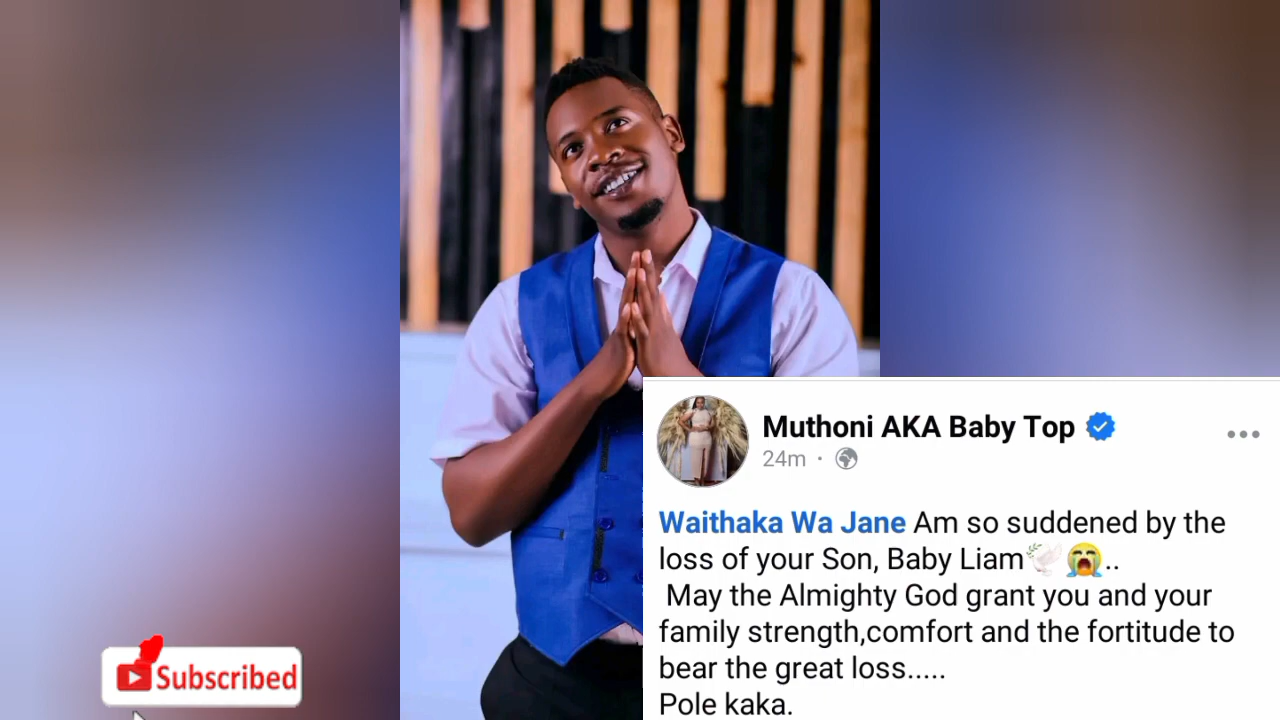 Muthoni AKA Baby Top
24m ·
Waithaka Wa Jane Am so suddened by the
loss of your Son, Baby Liam🕊️😭..
May the Almighty God grant you and your
family strength,comfort and the fortitude to
bear the great loss.....
Pole kaka.
Subscribed